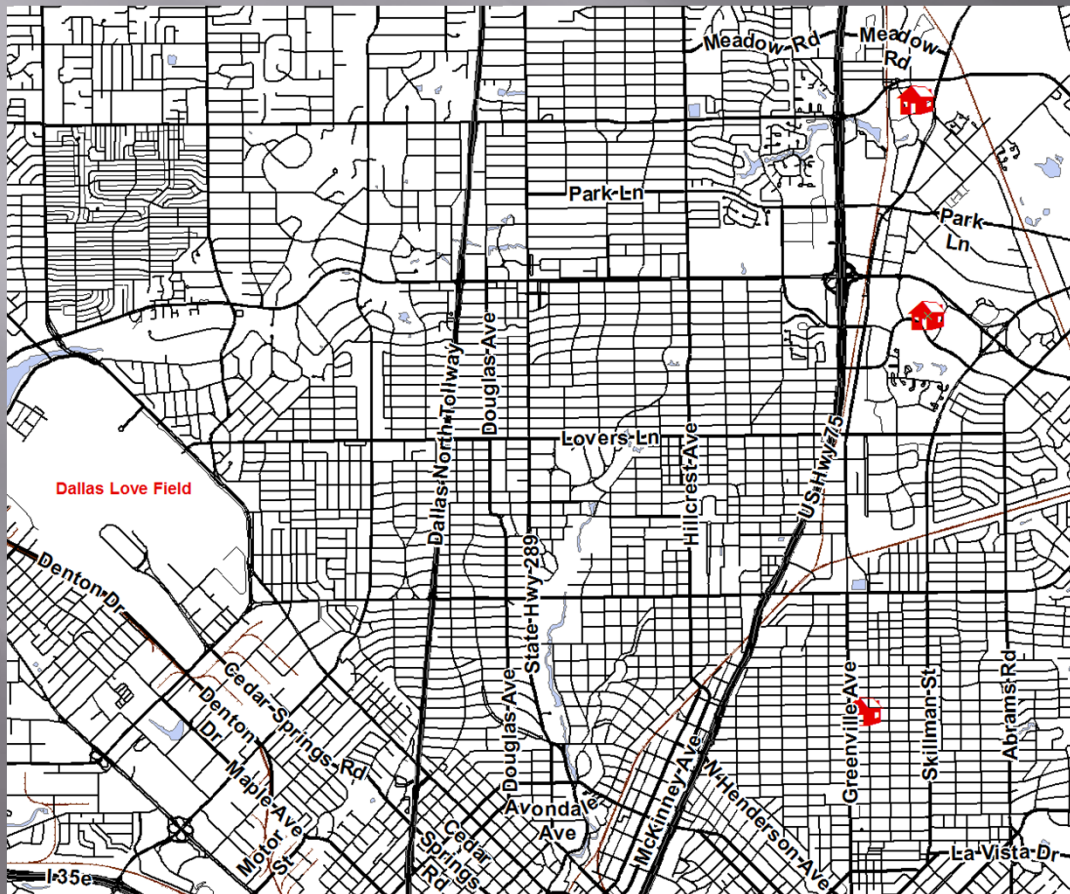 Meadow Rd
Meadow
Rd
Park Ln
Park
Ln
Douglas Ave
Dallas North Tollway
Lovers Ln
Hillcrest Ave
US Hwy 75
Dallas Love Field
State Hwy 289
Denton Dr
Cedar Springs Rd
Denton
Dr
Douglas Ave
Greenville Ave
Skillman St
Abrams Rd
Maple Ave
Motor
St
Avondale
Ave
McKinney Ave
N Henderson Ave
Cedar
Springs
Rd
La Vista Dr
I 35e